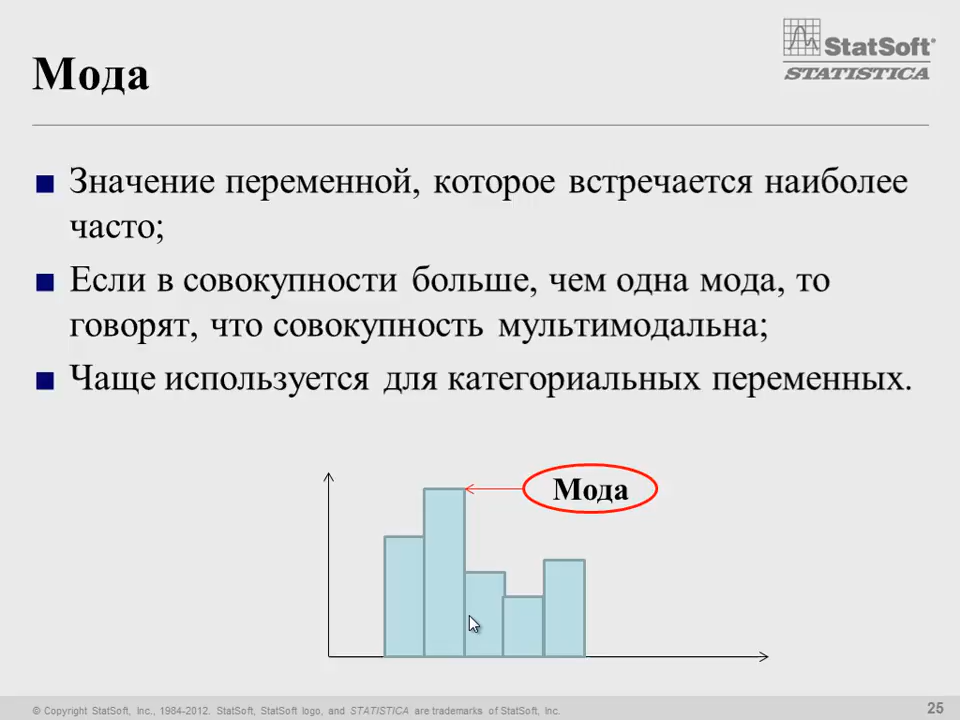 StatSoft®
STATISTICA
Мода
Значение переменной, которое встречается наиболее
часто;
Если в совокупности больше, чем одна мода, то
говорят, что совокупность мультимодальна;
Чаще используется для категориальных переменных.
Мода
© Copyright StatSoft, Inc., 1984-2012. StatSoft, StatSoft logo, and STATISTICA are trademarks of StatSoft, Inc.
25